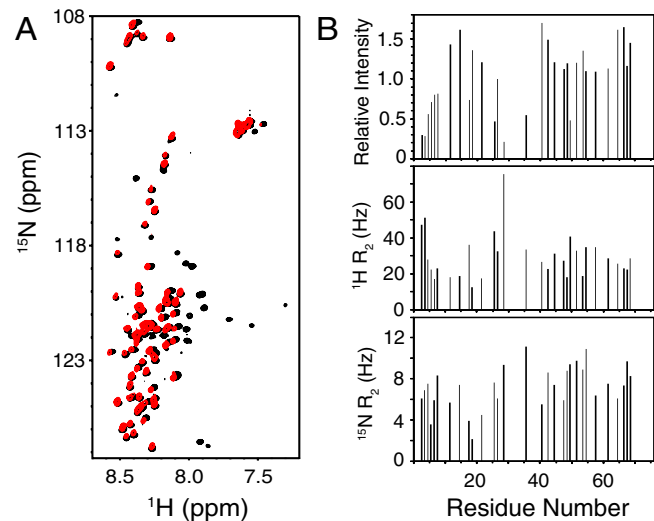 A
108
113
118
123
¹⁵N (ppm)
8.5 8.0 7.5
¹H (ppm)
B
1.5
1.0
0.5
0
Relative Intensity
60
40
20
0
¹H R₂ (Hz)
12
8
4
0
¹⁵N R₂ (Hz)
20 40 60
Residue Number